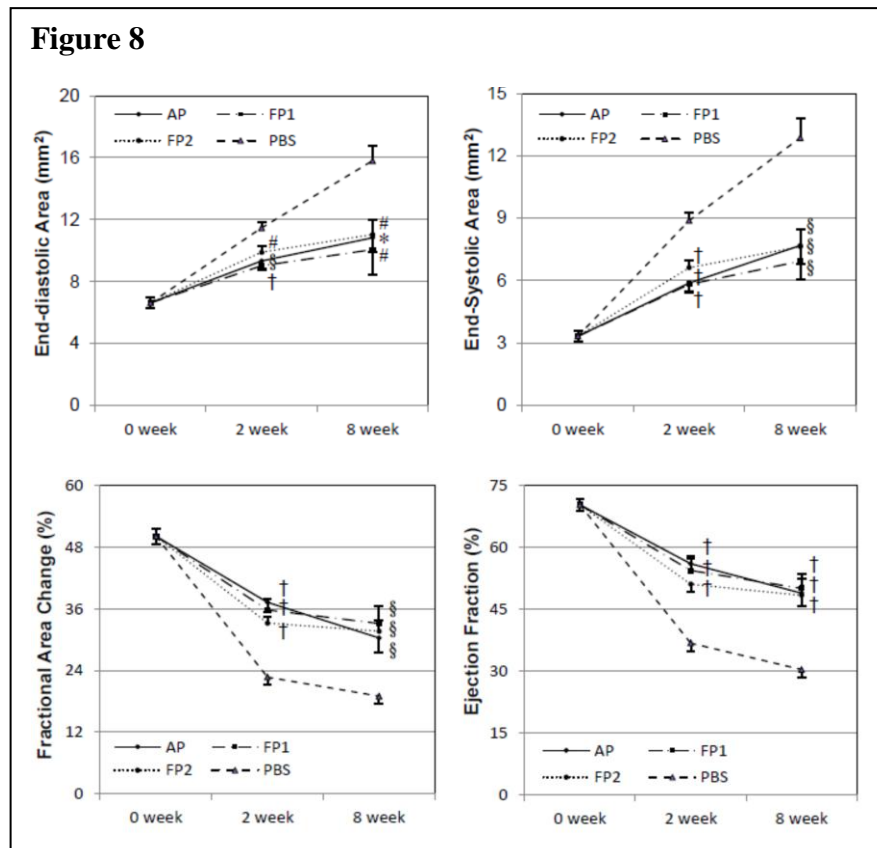 Figure 8
End-diastolic Area (mm²)
20
16
12
8
4
0
AP
FP1
FP2
PBS
#
§
†
#
*
#
0 week
2 week
8 week
End-Systolic Area (mm²)
15
12
9
6
3
0
AP
FP1
FP2
PBS
†
†
†
§
§
§
0 week
2 week
8 week
Fractional Area Change (%)
60
48
36
24
12
0
†
†
†
§
§
§
AP
FP1
FP2
PBS
0 week
2 week
8 week
Ejection Fraction (%)
75
60
45
30
15
0
†
†
†
†
†
†
AP
FP1
FP2
PBS
0 week
2 week
8 week